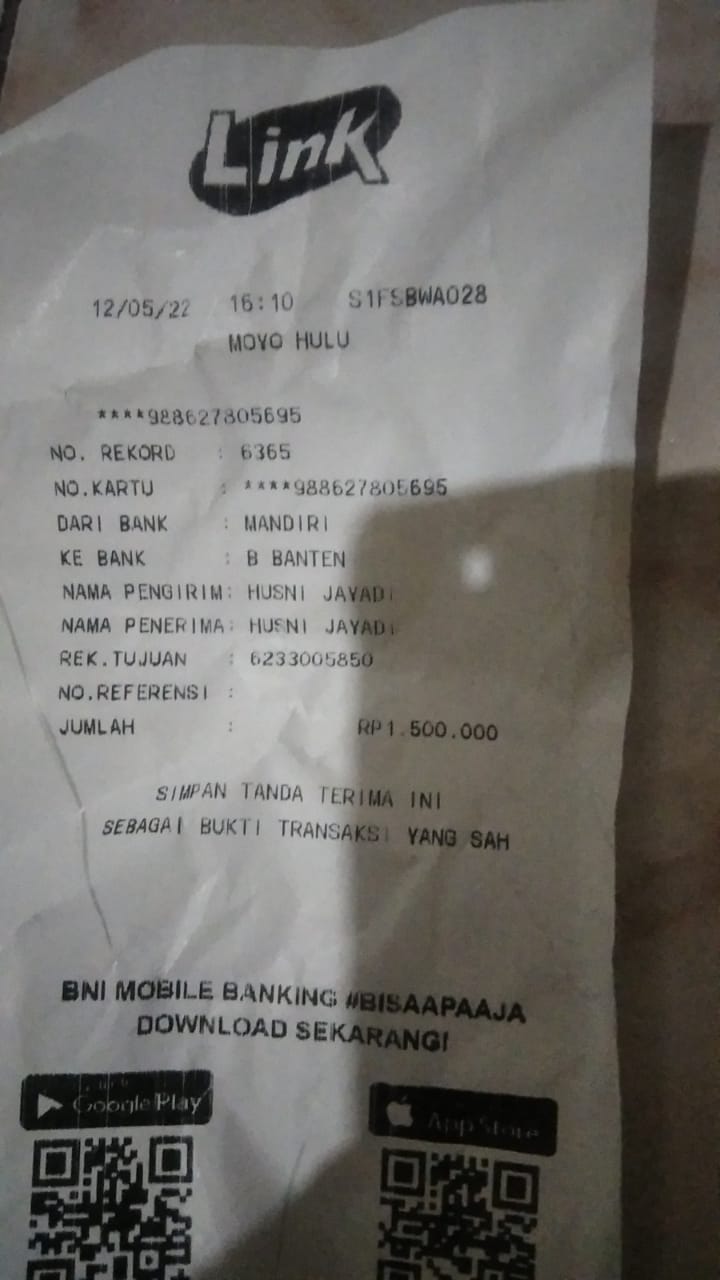 Link
12/05/22 16:10 S1FSBWA028
MOYO HULU
****988627805695
NO. REKORD : 6365
NO.KARTU : ****988627805695
DARI BANK : MANDIRI
KE BANK : B BANTEN
NAMA PENGIRIM: HUSNI JAYADI
NAMA PENERIMA: HUSNI JAYADI
REK.TUJUAN : 6233005850
NO.REFERENSI :
JUMLAH : RP1.500.000
SIMPAN TANDA TERIMA INI
SEBAGAI BUKTI TRANSAKSI YANG SAH
BNI MOBILE BANKING #BISAAPAAJA
DOWNLOAD SEKARANG!
Google Play
App Store